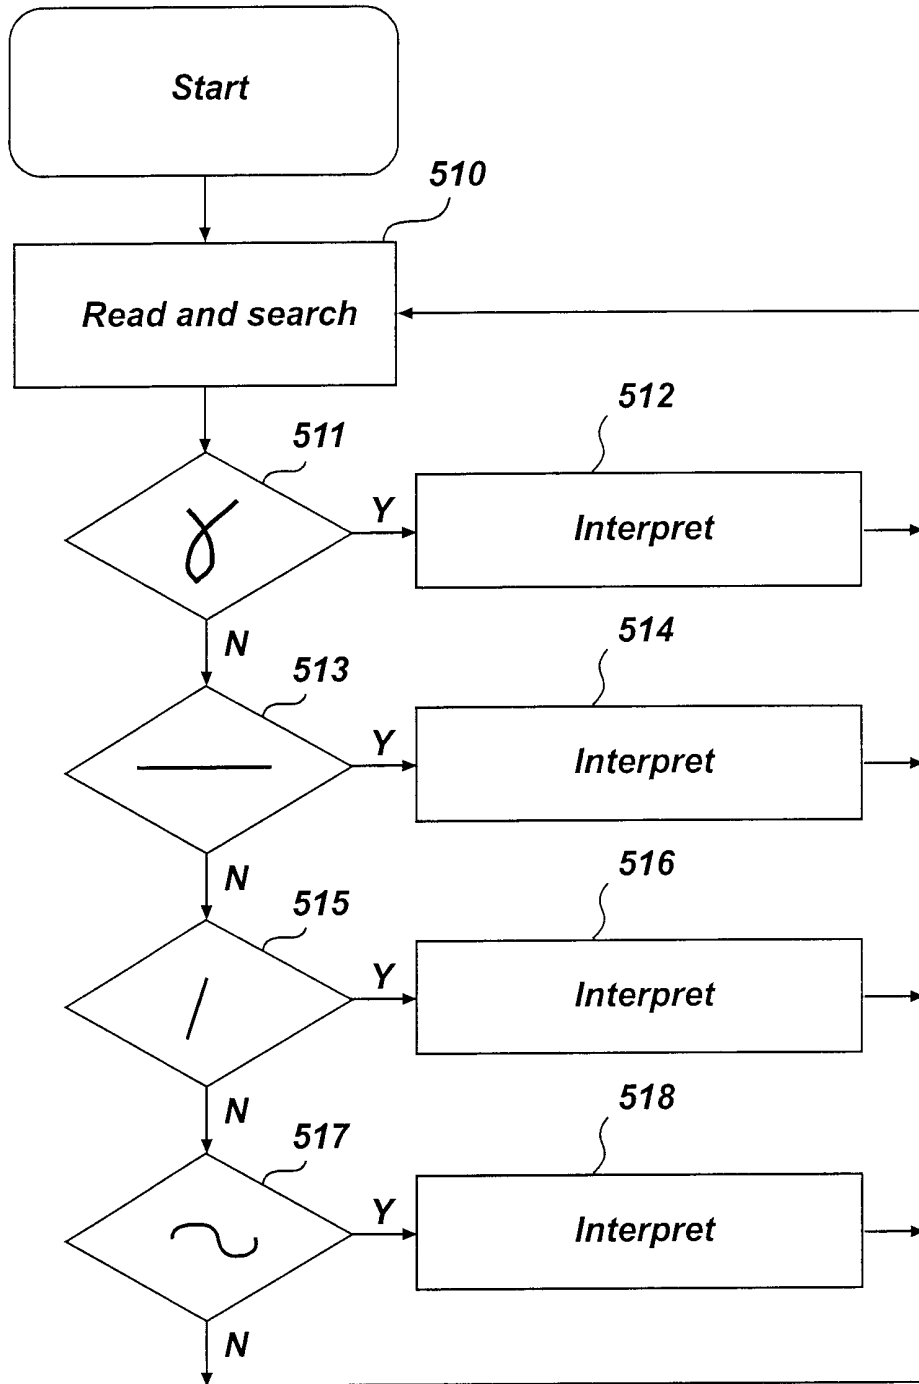 Start
510
Read and search
511
512
Y
Interpret
N
513
514
Y
Interpret
N
515
516
Y
Interpret
N
517
518
Y
Interpret
N